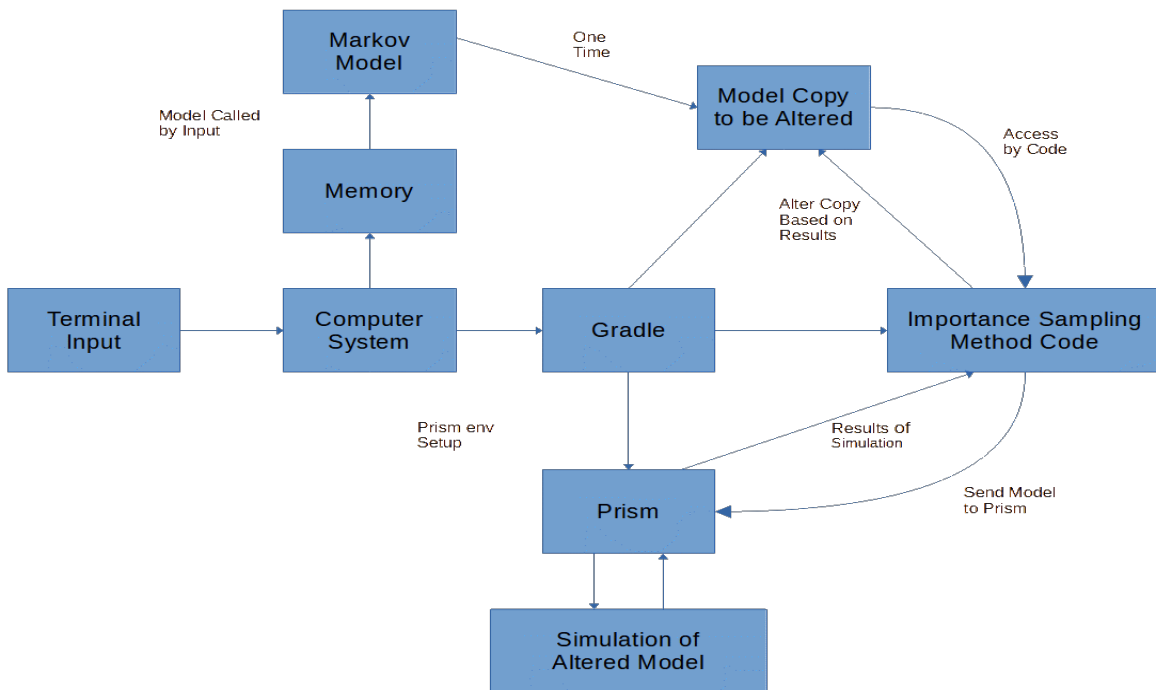 Markov
Model
One
Time
Model Copy
to be Altered
Model Called
by Input
Access
by Code
Memory
Alter Copy
Based on
Results
Terminal
Input
Computer
System
Gradle
Importance Sampling
Method Code
Prism env
Setup
Results of
Simulation
Prism
Send Model
to Prism
Simulation of
Altered Model